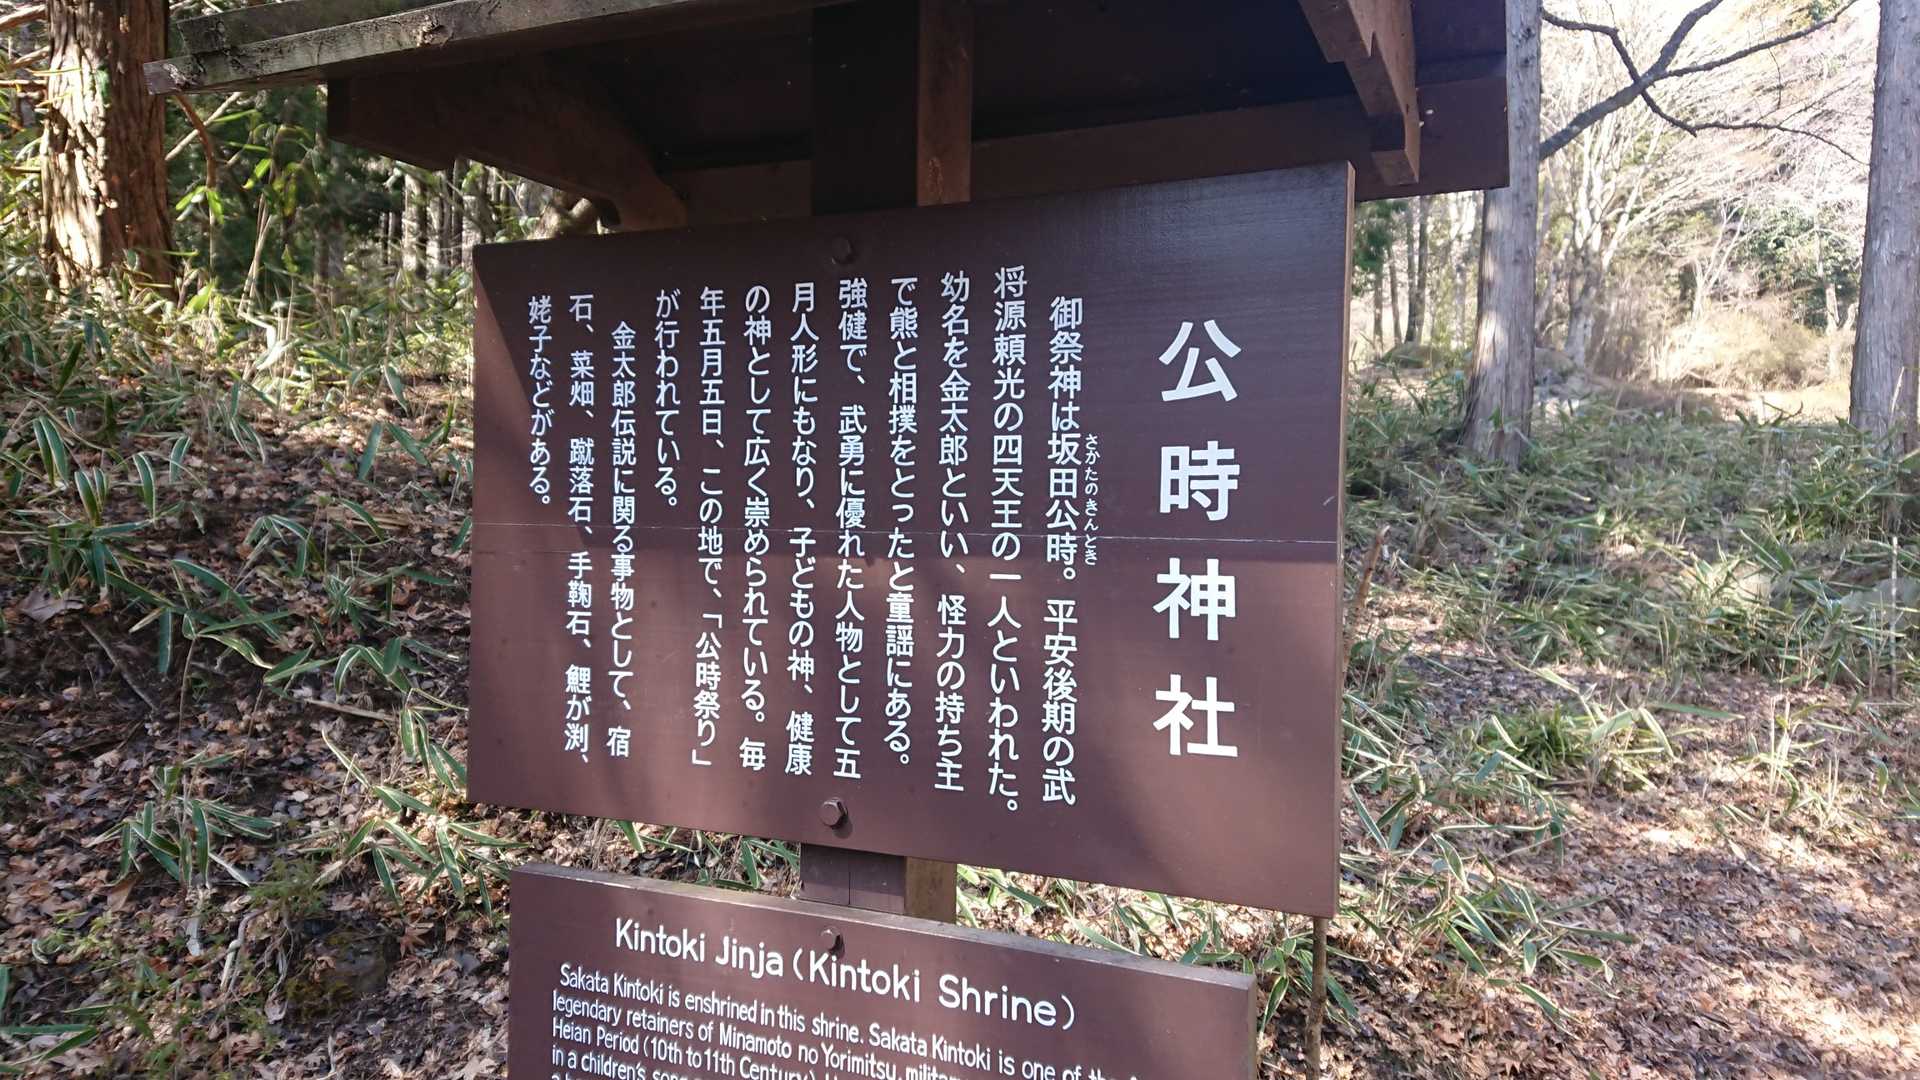 公時神社
御祭神は坂田公時。平安後期の武
さかたのきんとき
将源頼光の四天王の一人といわれた。
幼名を金太郎といい、怪力の持ち主
で熊と相撲をとったと童謡にある。
強健で、武勇に優れた人物として五
月人形にもなり、子どもの神、健康
の神として広く崇められている。毎
年五月五日、この地で、「公時祭り」
が行われている。
金太郎伝説に関る事物として、宿
石、菜畑、蹴落石、手鞠石、鯉が渕、
姥子などがある。
Kintoki Jinja (Kintoki Shrine)
Sakata Kintoki is enshrined in this shrine. Sakata Kintoki is one of the
legendary retainers of Minamoto no Yorimitsu, military
Heian Period (10th to 11th Century).
in a children's song